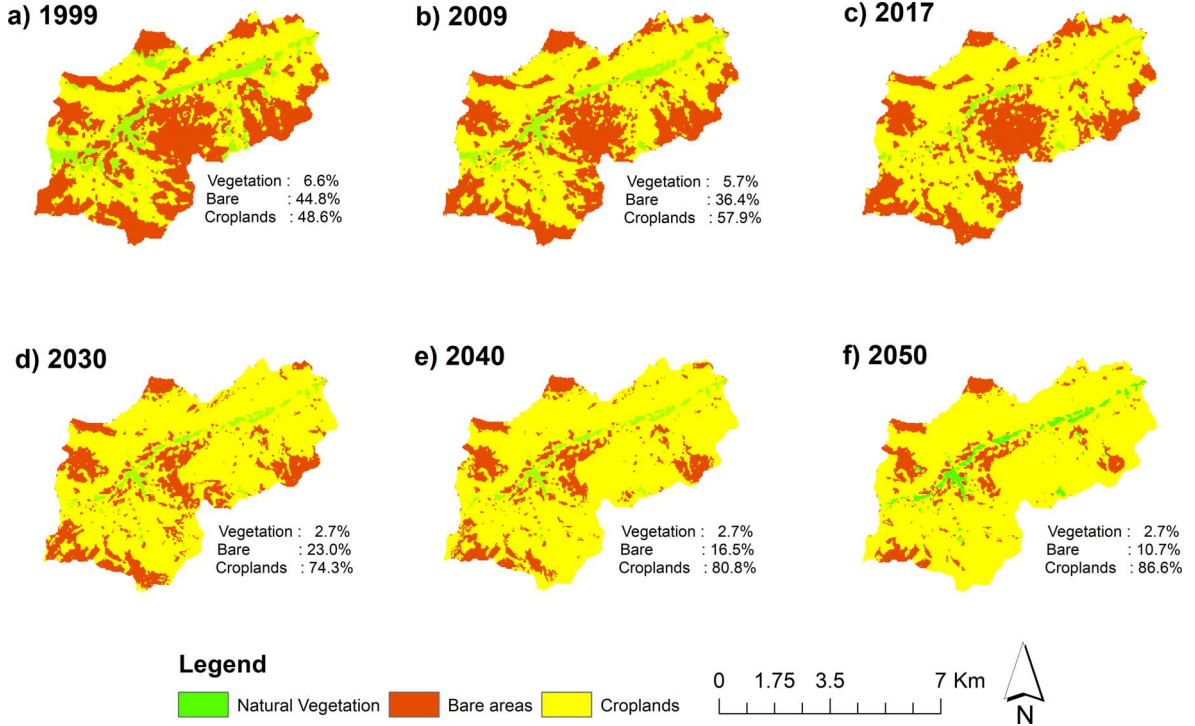 a) 1999
b) 2009
c) 2017
Vegetation : 6.6%
Bare : 44.8%
Croplands : 48.6%
Vegetation : 5.7%
Bare : 36.4%
Croplands : 57.9%
d) 2030
e) 2040
f) 2050
Vegetation : 2.7%
Bare : 23.0%
Croplands : 74.3%
Vegetation : 2.7%
Bare : 16.5%
Croplands : 80.8%
Vegetation : 2.7%
Bare : 10.7%
Croplands : 86.6%
Legend
Natural Vegetation
Bare areas
Croplands
0 1.75 3.5 7 Km
N